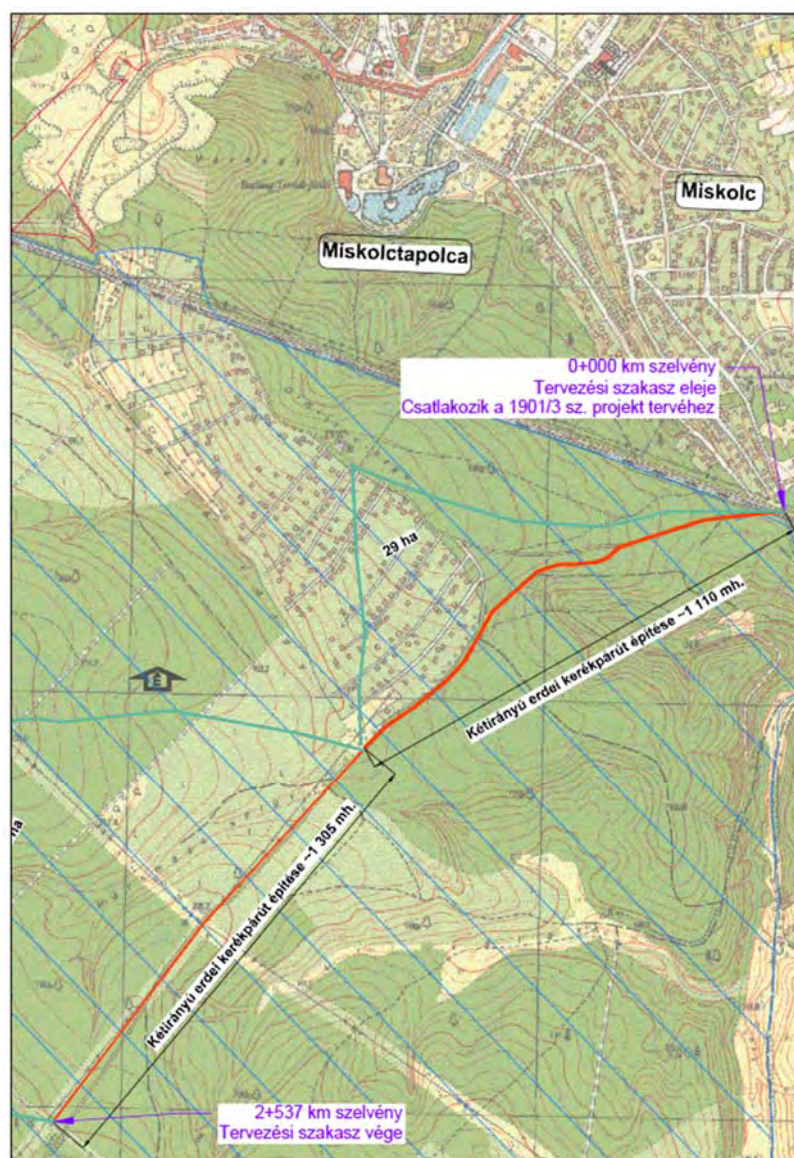 Miskolc
Miskolctapolca
0+000 km szelvény
Tervezési szakasz eleje
Csatlakozik a 1901/3 sz. projekt tervéhez
29 ha
Kétirányú erdei kerékpárút építése ~1 110 mh.
É
ha
Kétirányú erdei kerékpárút építése ~1 305 mh.
2+537 km szelvény
Tervezési szakasz vége